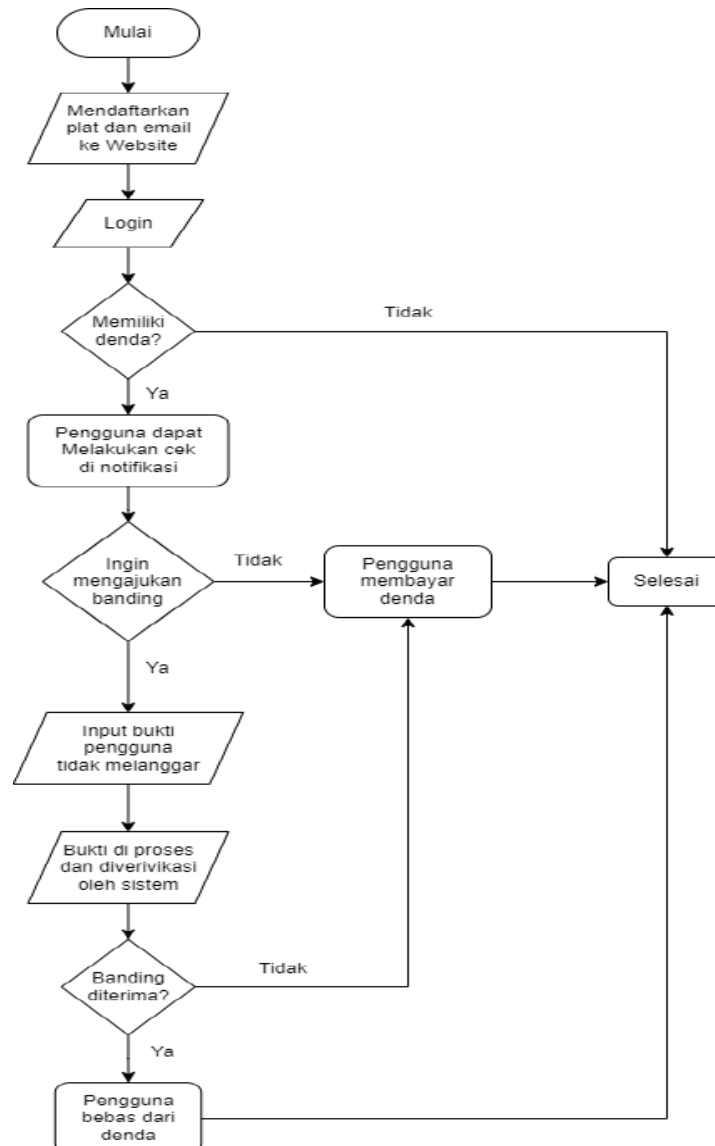 Mulai
Mendaftarkan
plat dan email
ke Website
Login
Memiliki
denda?
Tidak
Ya
Pengguna dapat
Melakukan cek
di notifikasi
Ingin
mengajukan
banding
Tidak
Pengguna
membayar
denda
Selesai
Ya
Input bukti
pengguna
tidak melanggar
Bukti di proses
dan diverivikasi
oleh sistem
Banding
diterima?
Tidak
Ya
Pengguna
bebas dari
denda